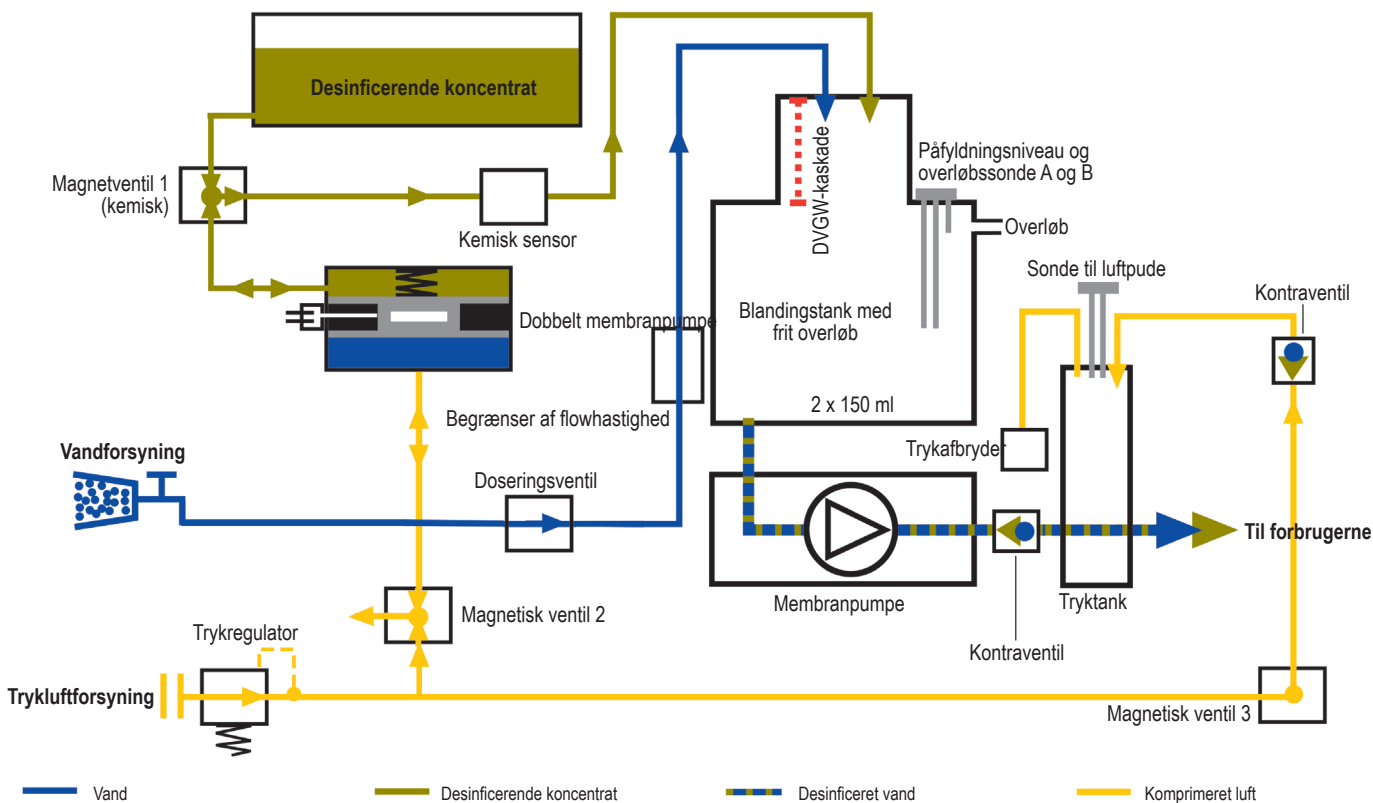 Desinficerende koncentrat
Magnetventil 1
(kemisk)
Kemisk sensor
DVGW-kaskade
Påfyldningsniveau og
overløbssonde A og B
Overløb
Sonde til luftpude
Kontraventil
Dobbelt membranpumpe
Blandingstank med
frit overløb
2 x 150 ml
Begrænser af flowhastighed
Trykafbryder
Vandforsyning
Doseringsventil
Til forbrugerne
Membranpumpe
Tryktank
Magnetisk ventil 2
Kontraventil
Trykregulator
Trykluftforsyning
Magnetisk ventil 3
Vand
Desinficerende koncentrat
Desinficeret vand
Komprimeret luft